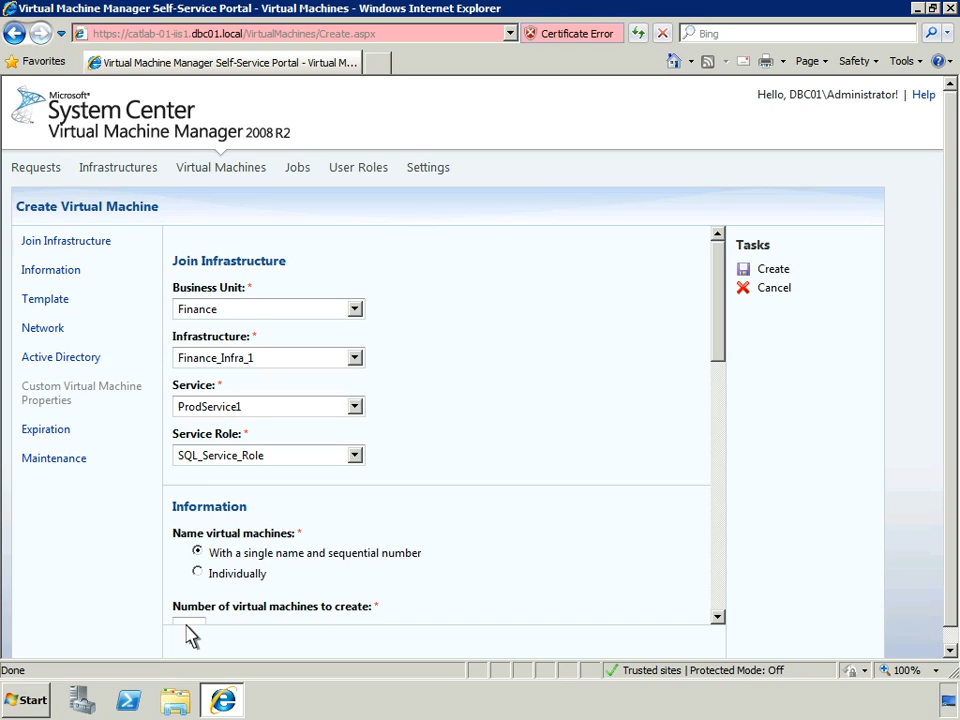 Virtual Machine Manager Self-Service Portal - Virtual Machines - Windows Internet Explorer
https://catlab-01-iis1.dbc01.local/VirtualMachines/Create.aspx
Certificate Error
Bing
Favorites
Virtual Machine Manager Self-Service Portal - Virtual M...
Page
Safety
Tools
Microsoft®
System Center
Virtual Machine Manager 2008 R2
Hello, DBC01\Administrator! | Help
Requests
Infrastructures
Virtual Machines
Jobs
User Roles
Settings
Create Virtual Machine
Join Infrastructure
Information
Template
Network
Active Directory
Custom Virtual Machine
Properties
Expiration
Maintenance
Join Infrastructure
Business Unit: *
Finance
Infrastructure: *
Finance_Infra_1
Service: *
ProdService1
Service Role: *
SQL_Service_Role
Information
Name virtual machines: *
With a single name and sequential number
Individually
Number of virtual machines to create: *
Tasks
Create
Cancel
Done
Trusted sites | Protected Mode: Off
100%
Start